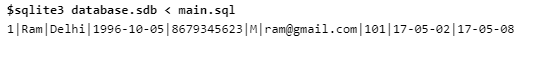 $sqlite3 database.sdb < main.sql
1|Ram|Delhi|1996-10-05|8679345623|M|ram@gmail.com|101|17-05-02|17-05-08